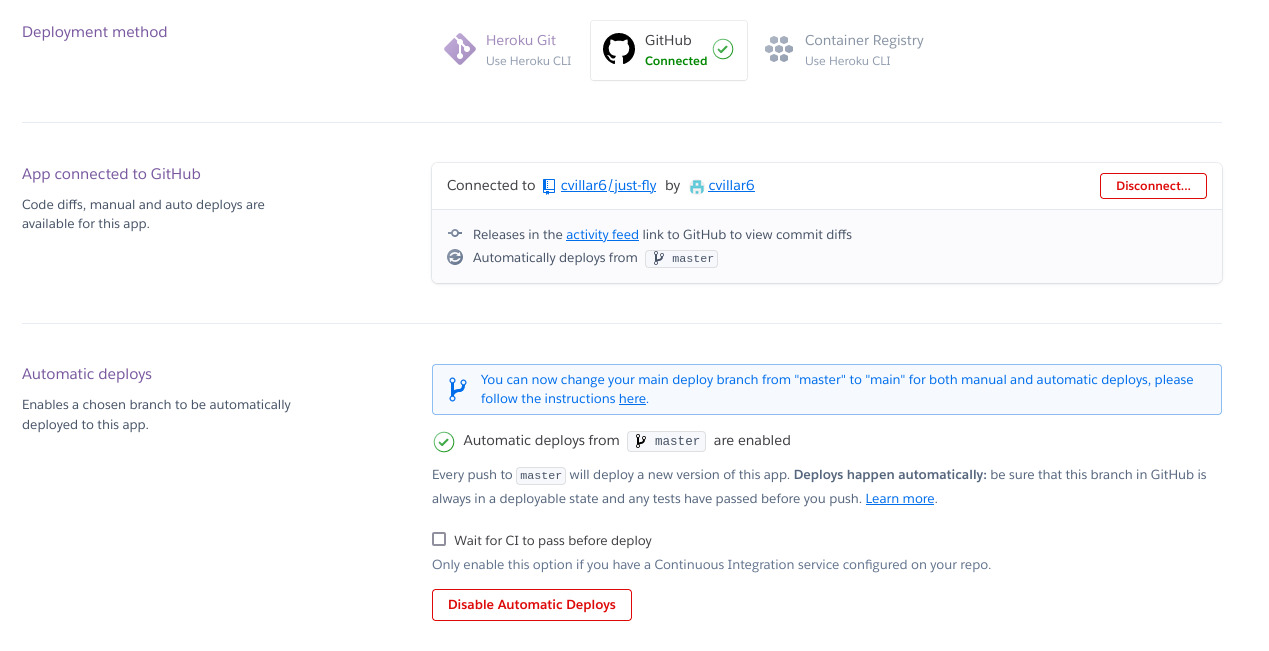 Deployment method
Heroku Git
Use Heroku CLI
GitHub
Connected
Container Registry
Use Heroku CLI
App connected to GitHub
Code diffs, manual and auto deploys are
available for this app.
Connected to cvillar6/just-fly by cvillar6
Disconnect...
Releases in the activity feed link to GitHub to view commit diffs
Automatically deploys from master
Automatic deploys
Enables a chosen branch to be automatically
deployed to this app.
You can now change your main deploy branch from "master" to "main" for both manual and automatic deploys, please
follow the instructions here.
Automatic deploys from master are enabled
Every push to master will deploy a new version of this app. Deploys happen automatically: be sure that this branch in GitHub is
always in a deployable state and any tests have passed before you push. Learn more.
Wait for CI to pass before deploy
Only enable this option if you have a Continuous Integration service configured on your repo.
Disable Automatic Deploys